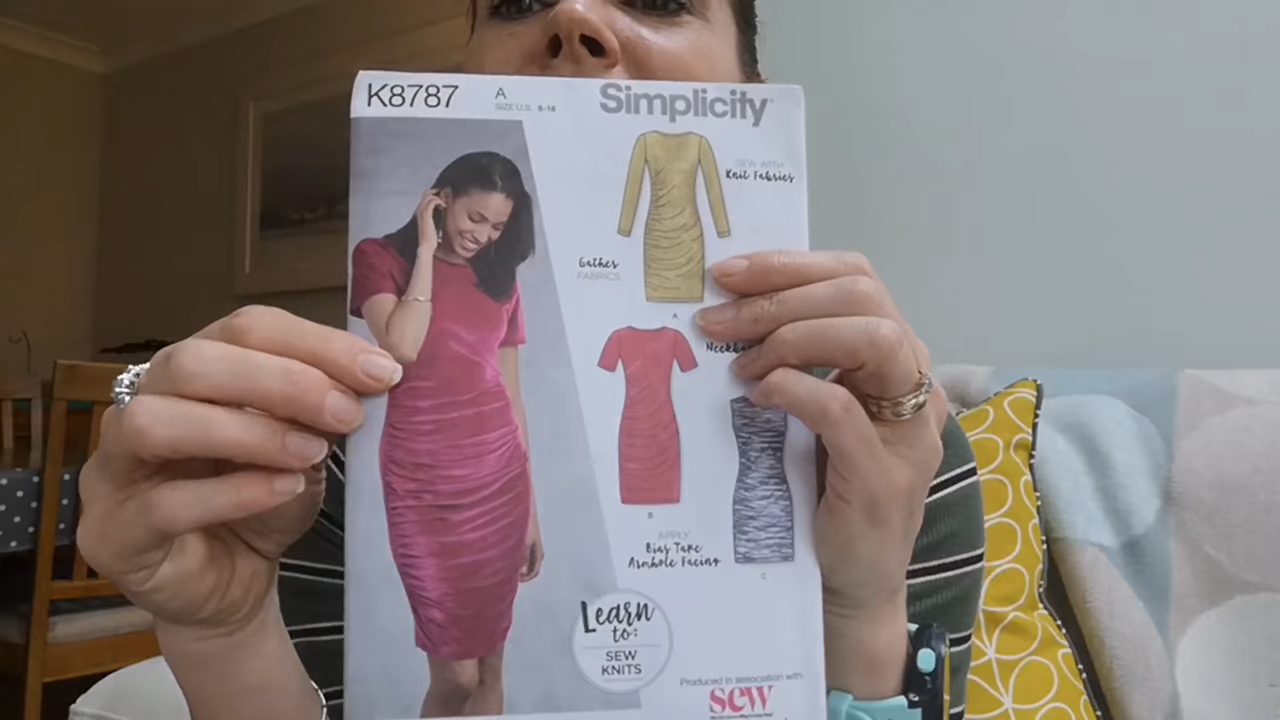 K8787
A
SIZE U.S. 6-18
Simplicity
SEW WITH
Knit Fabrics
Gather
FABRICS
A
B
APPLY
Bias Tape
Armhole Facing
C
Learn
to:
SEW
KNITS
Produced in association with
sew